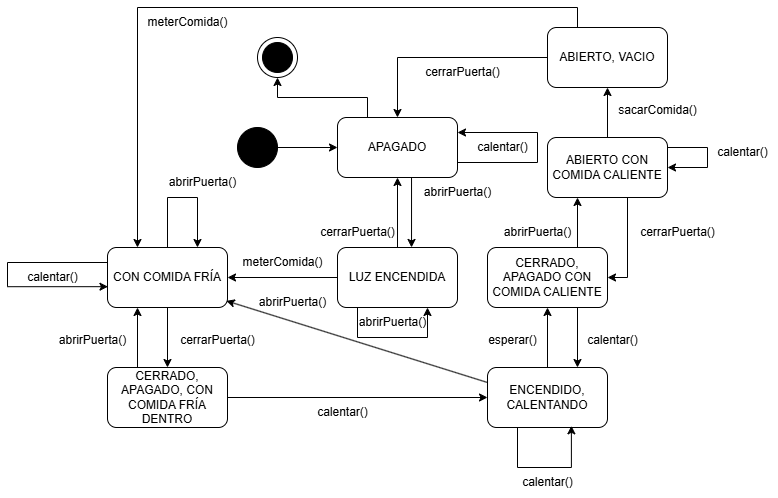 meterComida()
ABIERTO, VACIO
cerrarPuerta()
sacarComida()
APAGADO
calentar()
ABIERTO CON
COMIDA CALIENTE
calentar()
abrirPuerta()
abrirPuerta()
cerrarPuerta()
abrirPuerta()
cerrarPuerta()
meterComida()
calentar()
CON COMIDA FRÍA
LUZ ENCENDIDA
CERRADO,
APAGADO CON
COMIDA CALIENTE
abrirPuerta()
abrirPuerta()
abrirPuerta()
cerrarPuerta()
esperar()
calentar()
CERRADO,
APAGADO, CON
COMIDA FRÍA
DENTRO
ENCENDIDO,
CALENTANDO
calentar()
calentar()